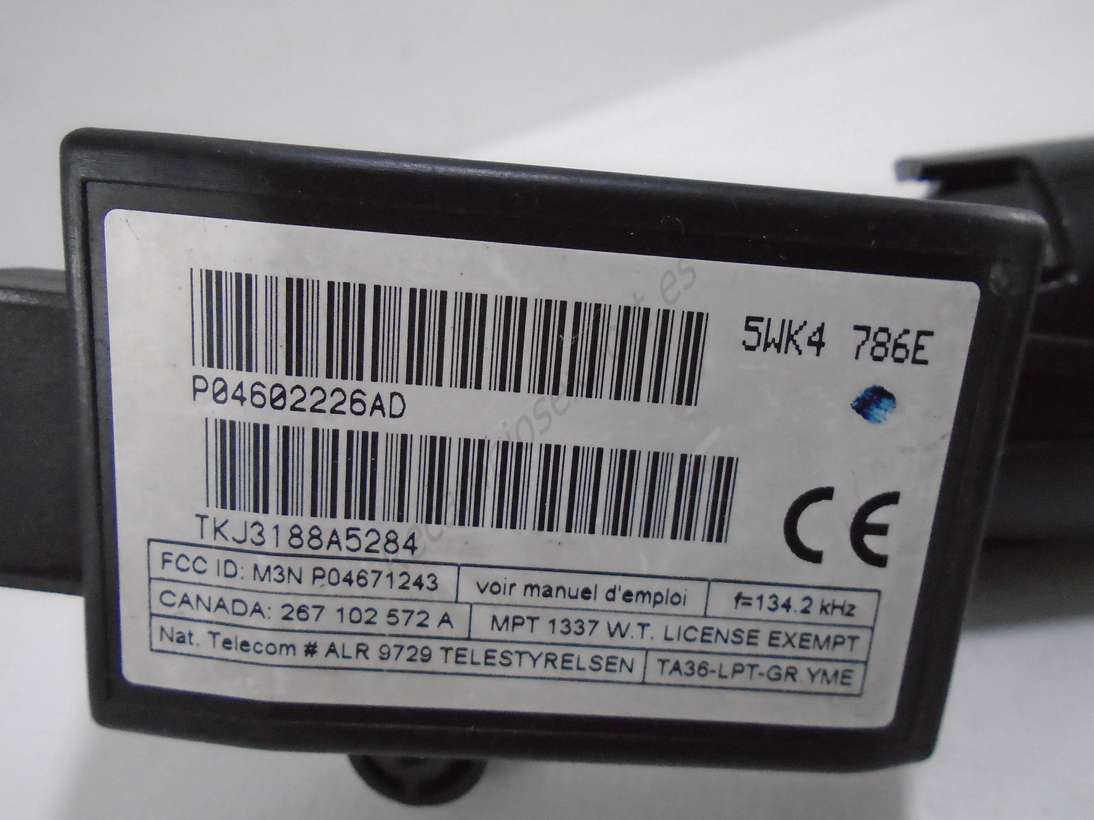 5WK4 786E
P04602226AD
TKJ3188A5284
FCC ID: M3N P04671243 voir manuel d'emploi f=134.2 kHz
CANADA: 267 102 572 A MPT 1337 W.T. LICENSE EXEMPT
Nat. Telecom # ALR 9729 TELESTYRELSEN TA36-LPT-GR YME
CE